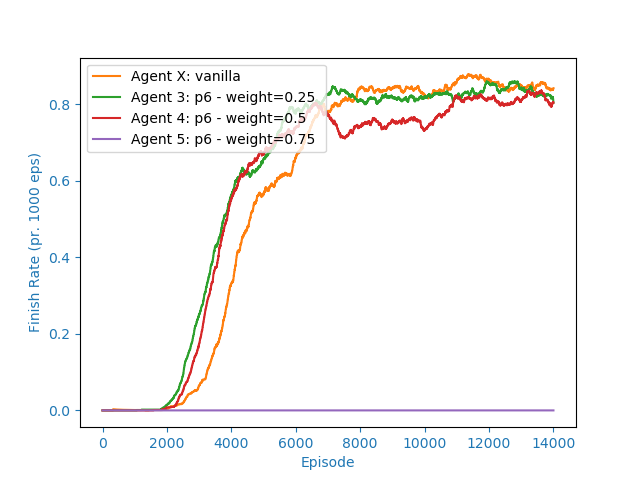 Agent X: vanilla
Agent 3: p6 - weight=0.25
Agent 4: p6 - weight=0.5
Agent 5: p6 - weight=0.75
Finish Rate (pr. 1000 eps)
0.8
0.6
0.4
0.2
0.0
0 2000 4000 6000 8000 10000 12000 14000
Episode